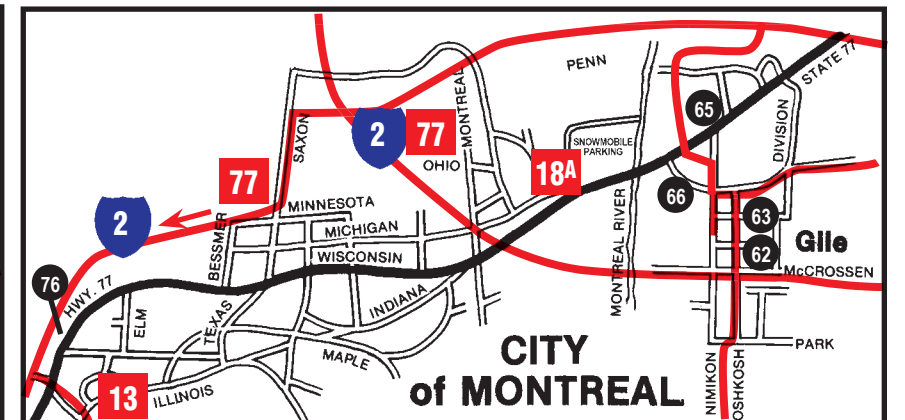 PENN
STATE 77
65
SAXON
2
77
MONTREAL
OHIO
SNOWMOBILE
PARKING
DIVISION
18A
77
66
MINNESOTA
63
2
BESSMER
MICHIGAN
MONTREAL RIVER
Gile
WISCONSIN
62
McCROSSEN
76
HWY. 77
INDIANA
ELM
TEXAS
MAPLE
CITY
of MONTREAL
PARK
13
ILLINOIS
NIMIKON
OSHKOSH